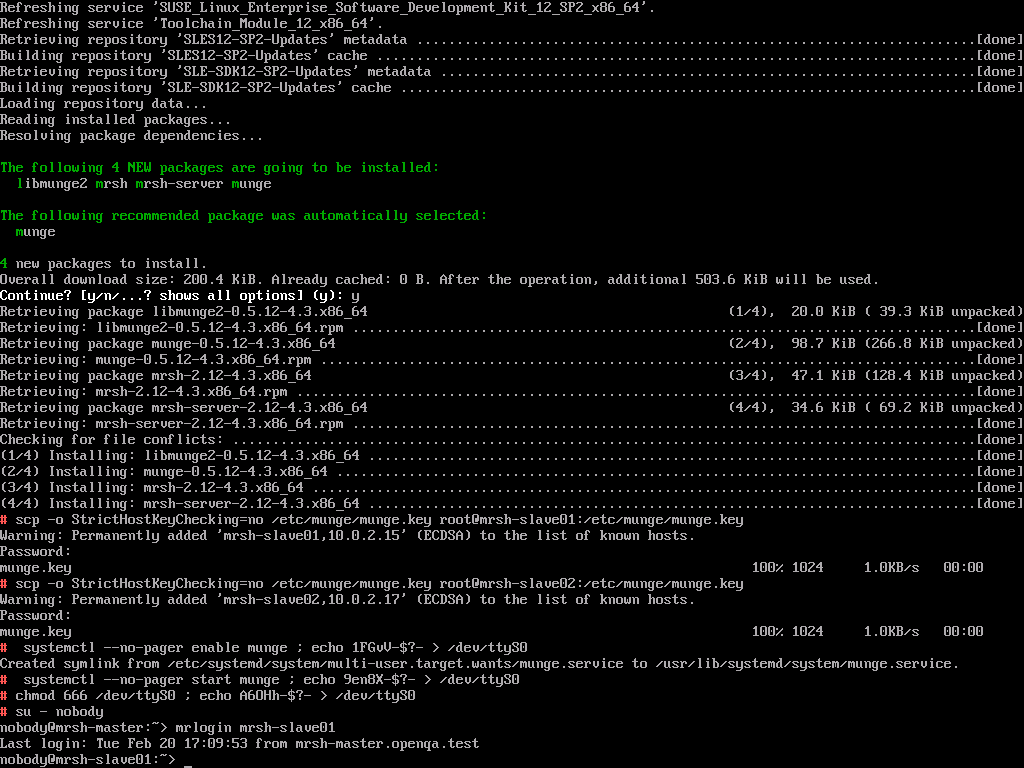 Refreshing service 'SUSE_Linux_Enterprise_Software_Development_Kit_12_SP2_x86_64'.
Refreshing service 'Toolchain_Module_12_x86_64'.
Retrieving repository 'SLES12-SP2-Updates' metadata ......................................................................[done]
Building repository 'SLES12-SP2-Updates' cache ...........................................................................[done]
Retrieving repository 'SLE-SDK12-SP2-Updates' metadata ...................................................................[done]
Building repository 'SLE-SDK12-SP2-Updates' cache ........................................................................[done]
Loading repository data...
Reading installed packages...
Resolving package dependencies...
The following 4 NEW packages are going to be installed:
  libmunge2 mrsh mrsh-server munge
The following recommended package was automatically selected:
  munge
4 new packages to install.
Overall download size: 200.4 KiB. Already cached: 0 B. After the operation, additional 503.6 KiB will be used.
Continue? [y/n/...? shows all options] (y): y
Retrieving package libmunge2-0.5.12-4.3.x86_64                                             (1/4),  20.0 KiB ( 39.3 KiB unpacked)
Retrieving: libmunge2-0.5.12-4.3.x86_64.rpm ..............................................................................[done]
Retrieving package munge-0.5.12-4.3.x86_64                                                 (2/4),  98.7 KiB (266.8 KiB unpacked)
Retrieving: munge-0.5.12-4.3.x86_64.rpm ..................................................................................[done]
Retrieving package mrsh-2.12-4.3.x86_64                                                    (3/4),  47.1 KiB (128.4 KiB unpacked)
Retrieving: mrsh-2.12-4.3.x86_64.rpm .....................................................................................[done]
Retrieving package mrsh-server-2.12-4.3.x86_64                                             (4/4),  34.6 KiB ( 69.2 KiB unpacked)
Retrieving: mrsh-server-2.12-4.3.x86_64.rpm ..............................................................................[done]
Checking for file conflicts: .............................................................................................[done]
(1/4) Installing: libmunge2-0.5.12-4.3.x86_64 ............................................................................[done]
(2/4) Installing: munge-0.5.12-4.3.x86_64 ................................................................................[done]
(3/4) Installing: mrsh-2.12-4.3.x86_64 ...................................................................................[done]
(4/4) Installing: mrsh-server-2.12-4.3.x86_64 ............................................................................[done]
# scp -o StrictHostKeyChecking=no /etc/munge/munge.key root@mrsh-slave01:/etc/munge/munge.key
Warning: Permanently added 'mrsh-slave01,10.0.2.15' (ECDSA) to the list of known hosts.
Password:
munge.key                                                                                     100% 1024     1.0KB/s   00:00
# scp -o StrictHostKeyChecking=no /etc/munge/munge.key root@mrsh-slave02:/etc/munge/munge.key
Warning: Permanently added 'mrsh-slave02,10.0.2.17' (ECDSA) to the list of known hosts.
Password:
munge.key                                                                                     100% 1024     1.0KB/s   00:00
#  systemctl --no-pager enable munge ; echo 1FGvV-$?- > /dev/ttyS0
Created symlink from /etc/systemd/system/multi-user.target.wants/munge.service to /usr/lib/systemd/system/munge.service.
#  systemctl --no-pager start munge ; echo 9en8X-$?- > /dev/ttyS0
# chmod 666 /dev/ttyS0 ; echo A6OHh-$?- > /dev/ttyS0
# su - nobody
nobody@mrsh-master:~> mrlogin mrsh-slave01
Last login: Tue Feb 20 17:09:53 from mrsh-master.openqa.test
nobody@mrsh-slave01:~> _